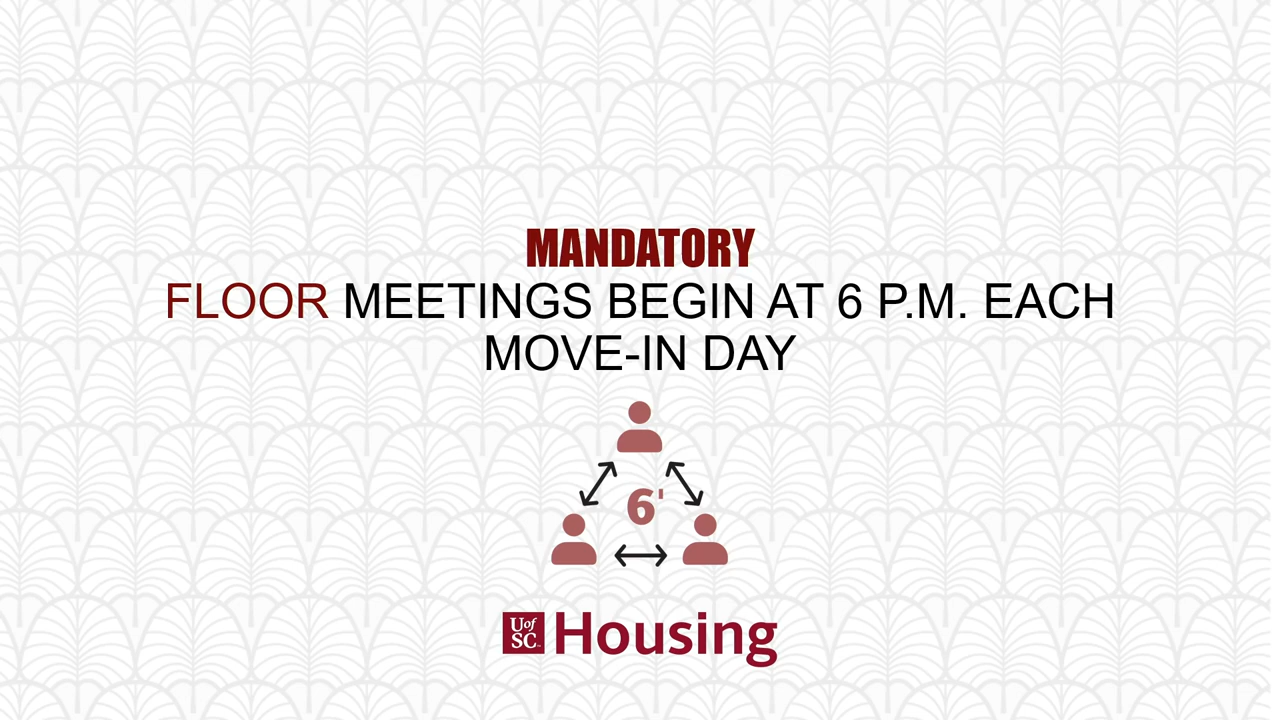 MANDATORY
FLOOR MEETINGS BEGIN AT 6 P.M. EACH
MOVE-IN DAY
6'
UofSC Housing